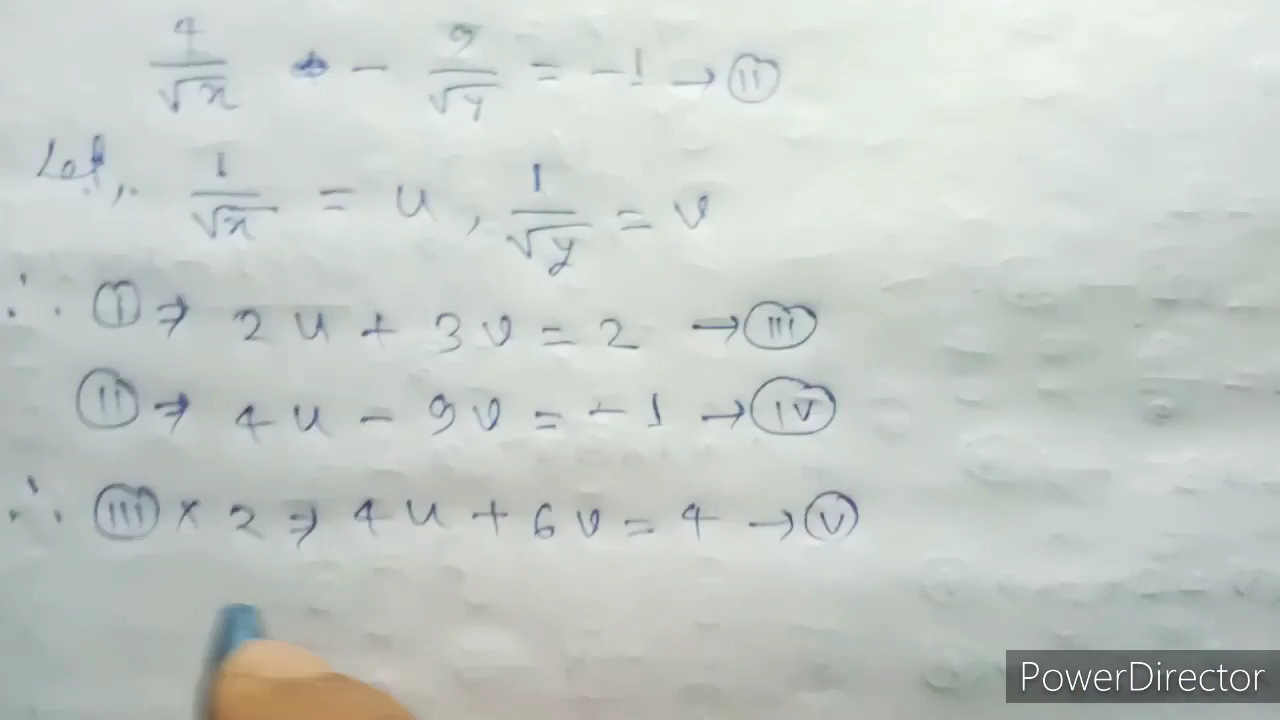 4/√x - 9/√y = -1 → (II)
Let, 1/√x = u, 1/√y = v
∴ (I) ⇒ 2u + 3v = 2 → (III)
(II) ⇒ 4u - 9v = -1 → (IV)
∴ (III) × 2 ⇒ 4u + 6v = 4 → (V)
PowerDirector